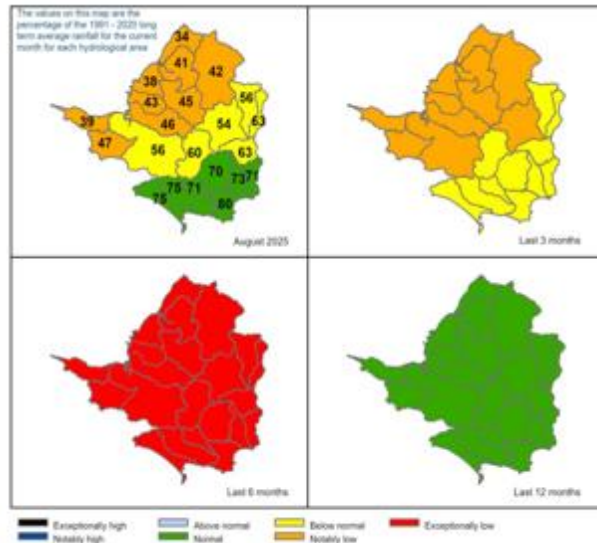 The values on this map are the
percentage of the 1991 - 2020 long
term average rainfall for the current
month for each hydrological area
34
41
42
38
43
45
56
39
46
54
53
47
56
60
63
70
75
71
73
71
75
80
August 2025
Last 3 months
Last 6 months
Last 12 months
Exceptionally high
Above normal
Below normal
Exceptionally low
Notably high
Normal
Notably low